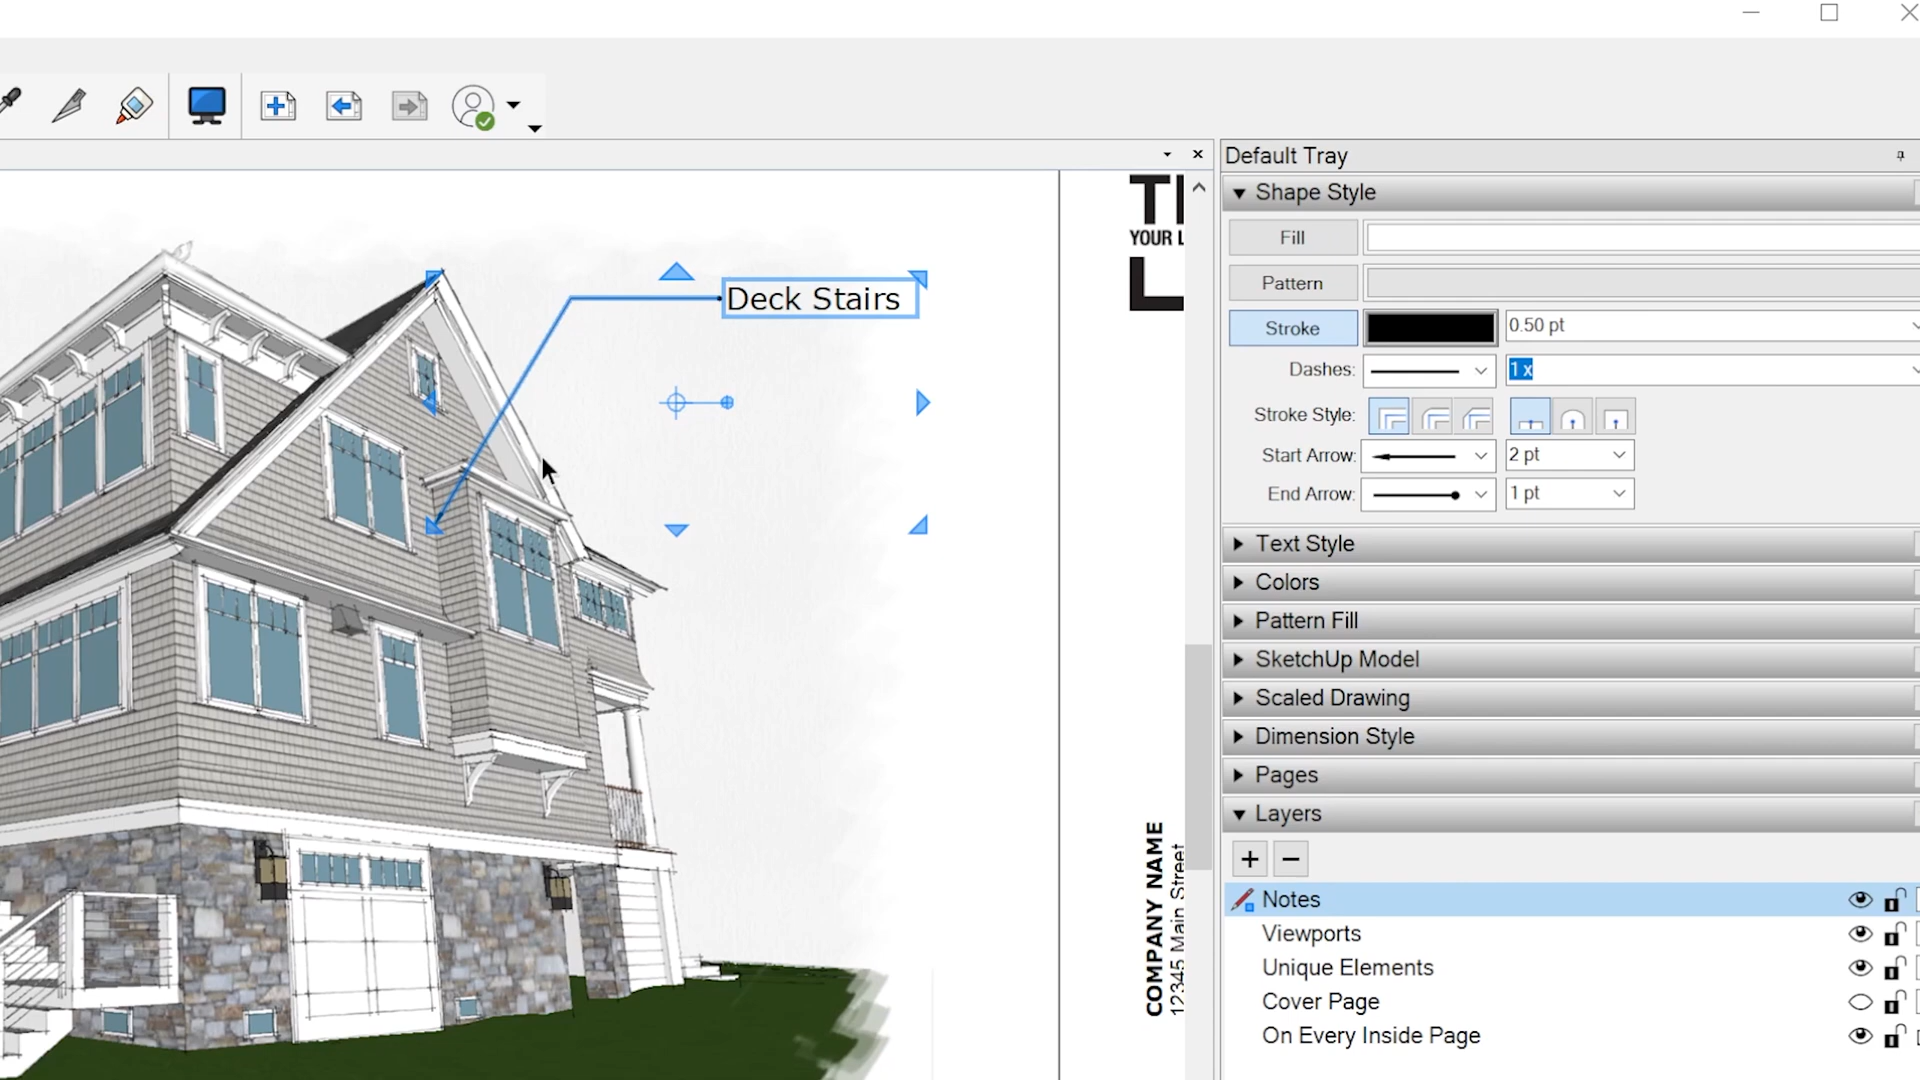 Default Tray
Shape Style
Fill
Pattern
Stroke
0.50 pt
Dashes:
1 x
Stroke Style:
Start Arrow:
2 pt
End Arrow:
1 pt
Text Style
Colors
Pattern Fill
SketchUp Model
Scaled Drawing
Dimension Style
Pages
Layers
Notes
Viewports
Unique Elements
Cover Page
On Every Inside Page
Deck Stairs
YOUR L
COMPANY NAME
12345 Main Street